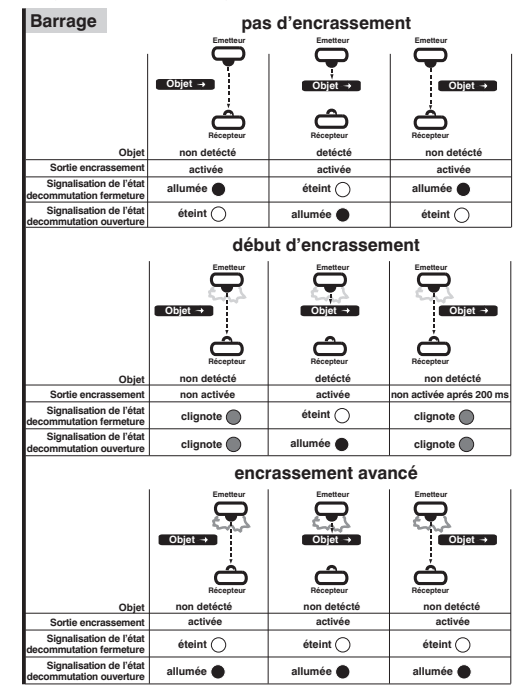 Barrage
pas d'encrassement
Emetteur Emetteur Emetteur
Objet → Objet → Objet →
Récepteur Récepteur Récepteur
Objet non detécté detécté non detécté
Sortie encrassement activée activée activée
Signalisation de l'état
decommutation fermeture allumée éteint allumée
Signalisation de l'état
decommutation ouverture éteint allumée éteint
début d'encrassement
Emetteur Emetteur Emetteur
Objet → Objet → Objet →
Récepteur Récepteur Récepteur
Objet non detécté detécté non detécté
Sortie encrassement non activée activée non activée aprés 200 ms
Signalisation de l'état
decommutation fermeture clignote éteint clignote
Signalisation de l'état
decommutation ouverture clignote allumée clignote
encrassement avancé
Emetteur Emetteur Emetteur
Objet → Objet → Objet →
Récepteur Récepteur Récepteur
Objet non detécté non detécté non detécté
Sortie encrassement activée activée activée
Signalisation de l'état
decommutation fermeture éteint éteint éteint
Signalisation de l'état
decommutation ouverture allumée allumée allumée